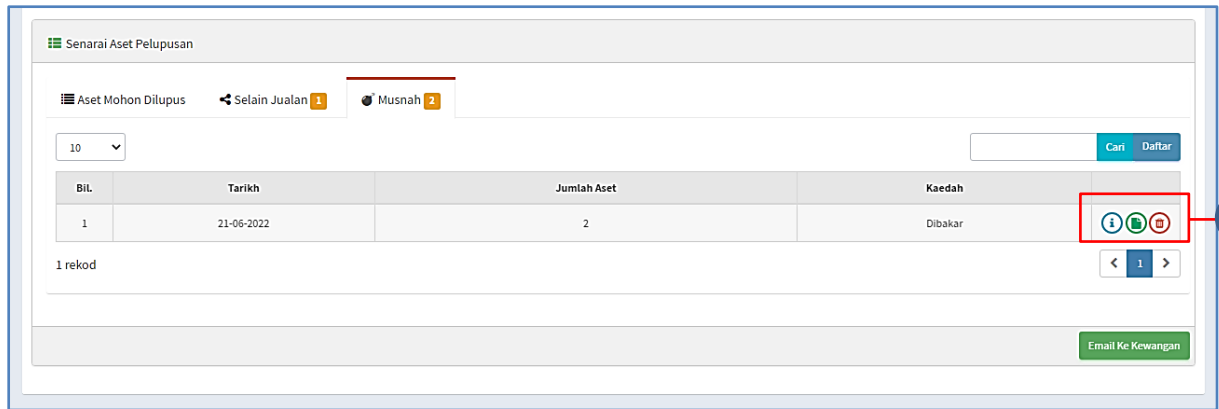 Senarai Aset Pelupusan
Aset Mohon Dilupus Selain Jualan 1 Musnah 2
10 Cari Daftar
Bil. Tarikh Jumlah Aset Kaedah
1 21-06-2022 2 Dibakar
1 rekod < 1 >
Email Ke Kewangan